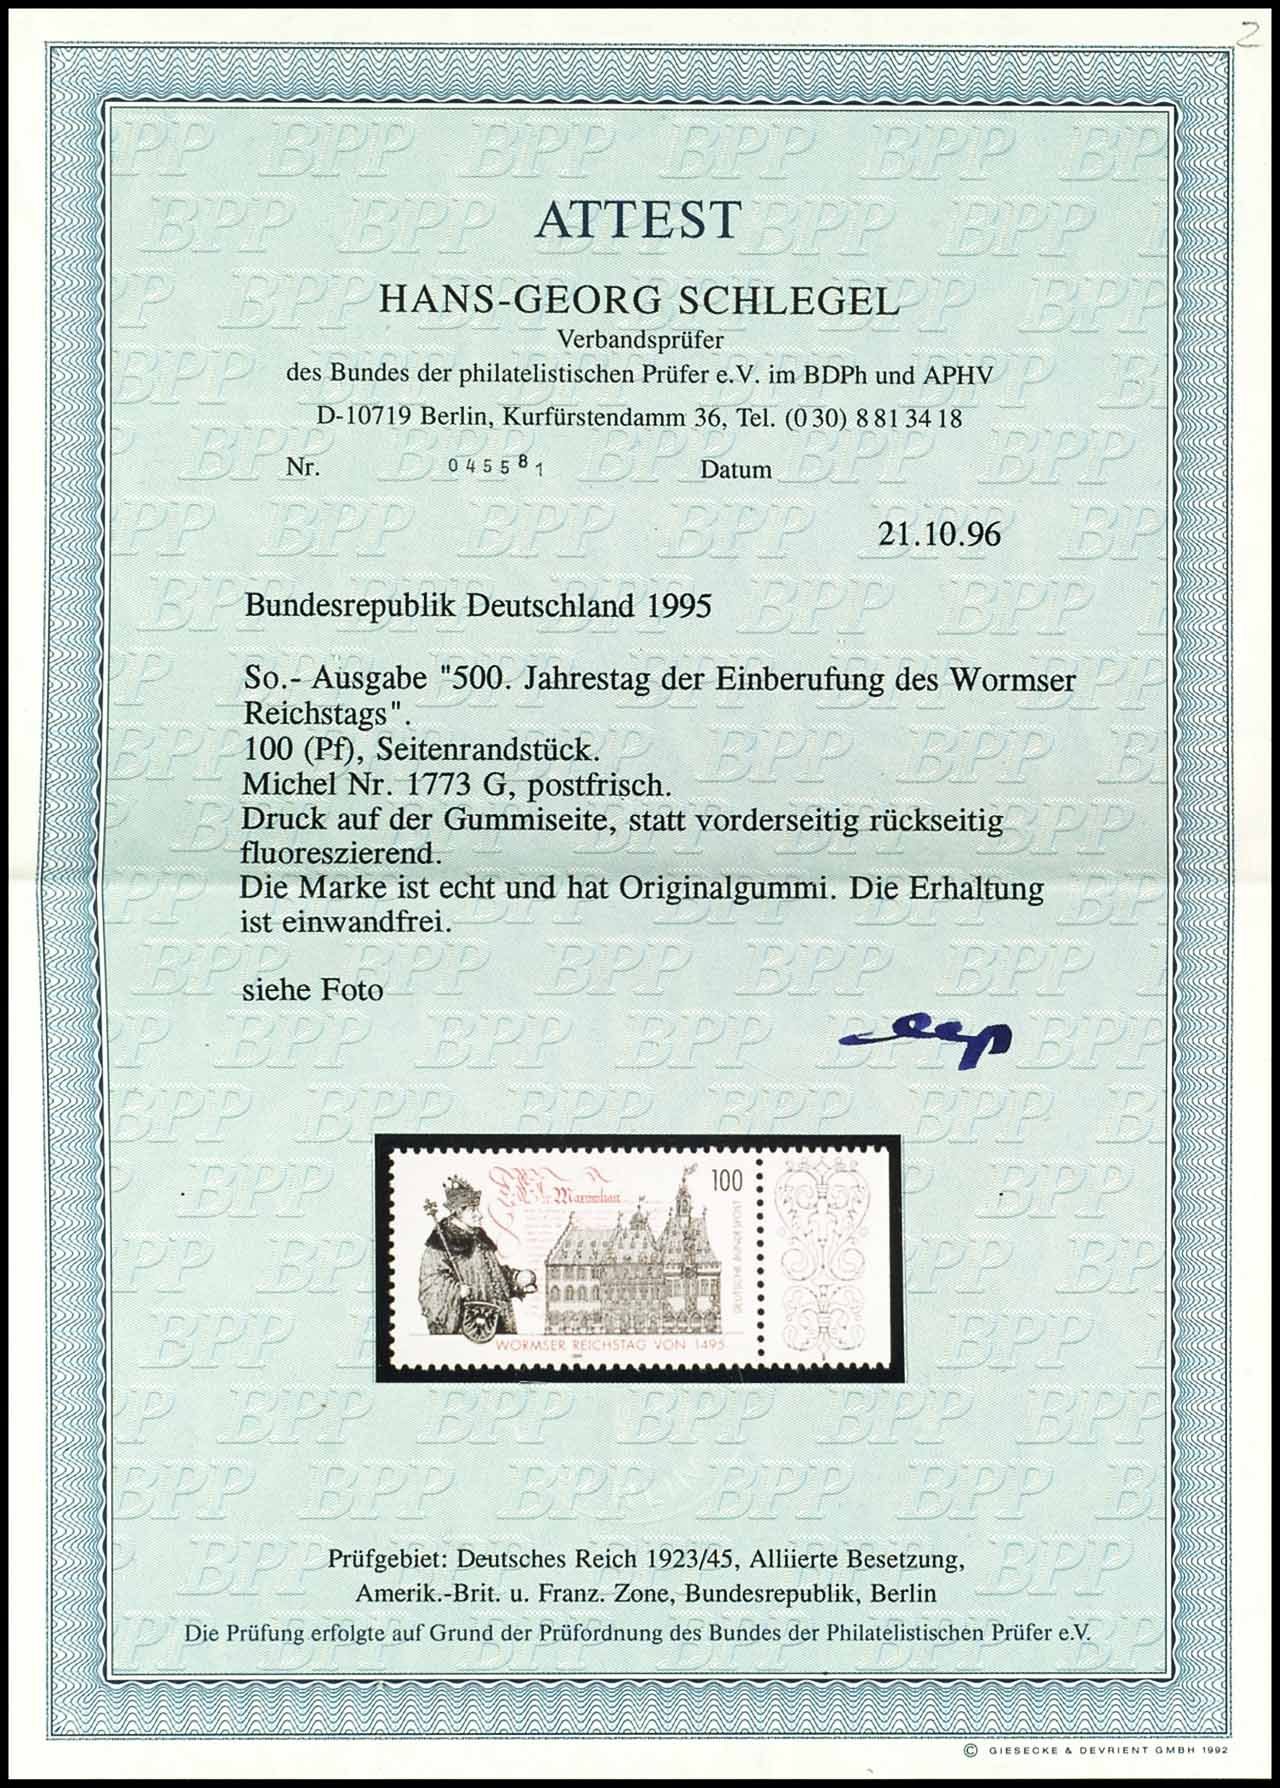 2
ATTEST
HANS-GEORG SCHLEGEL
Verbandsprüfer
des Bundes der philatelistischen Prüfer e.V. im BDPh und APHV
D-10719 Berlin, Kurfürstendamm 36, Tel. (0 30) 8 81 34 18
Nr. 045581 Datum
21.10.96
Bundesrepublik Deutschland 1995
So.- Ausgabe "500. Jahrestag der Einberufung des Wormser
Reichstags".
100 (Pf), Seitenrandstück.
Michel Nr. 1773 G, postfrisch.
Druck auf der Gummiseite, statt vorderseitig rückseitig
fluoreszierend.
Die Marke ist echt und hat Originalgummi. Die Erhaltung
ist einwandfrei.
siehe Foto
100
Maximilian
DEUTSCHE BUNDESPOST
WORMSER REICHSTAG VON 1495
Prüfgebiet: Deutsches Reich 1923/45, Alliierte Besetzung,
Amerik.-Brit. u. Franz. Zone, Bundesrepublik, Berlin
Die Prüfung erfolgte auf Grund der Prüfordnung des Bundes der Philatelistischen Prüfer e.V.
© GIESECKE & DEVRIENT GMBH 1992